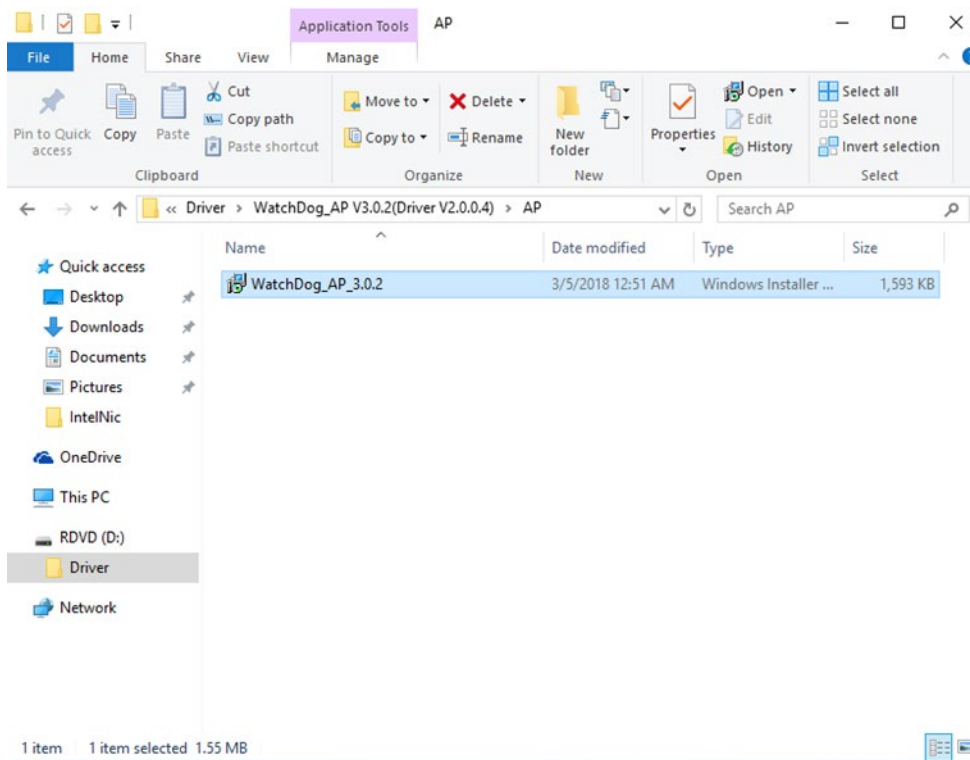 Application Tools AP
File Home Share View Manage
Pin to Quick access
Copy
Paste
Cut
Copy path
Paste shortcut
Clipboard
Move to
Copy to
Delete
Rename
Organize
New folder
New
Properties
Open
Edit
History
Open
Select all
Select none
Invert selection
Select
« Driver > WatchDog_AP V3.0.2(Driver V2.0.0.4) > AP
Search AP
Name Date modified Type Size
WatchDog_AP_3.0.2 3/5/2018 12:51 AM Windows Installer ... 1,593 KB
Quick access
Desktop
Downloads
Documents
Pictures
IntelNic
OneDrive
This PC
RDVD (D:)
Driver
Network
1 item 1 item selected 1.55 MB